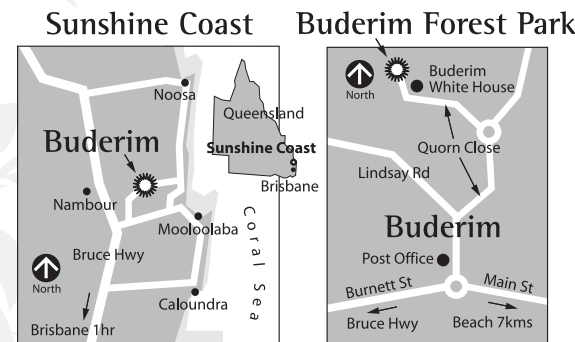 Sunshine Coast
Noosa
Queensland
Buderim
Sunshine Coast
Brisbane
Nambour
Mooloolaba
Coral Sea
Bruce Hwy
North
Caloundra
Brisbane 1hr
Buderim Forest Park
North
Buderim
White House
Quorn Close
Lindsay Rd
Buderim
Post Office
Burnett St
Main St
Bruce Hwy
Beach 7kms